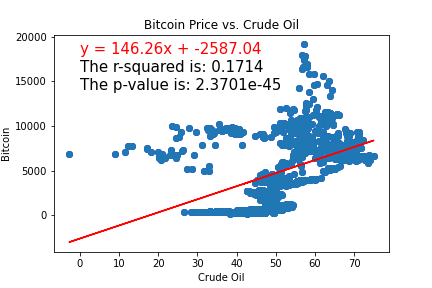 Bitcoin Price vs. Crude Oil
y = 146.26x + -2587.04
The r-squared is: 0.1714
The p-value is: 2.3701e-45
20000
15000
10000
5000
0
Bitcoin
0 10 20 30 40 50 60 70
Crude Oil